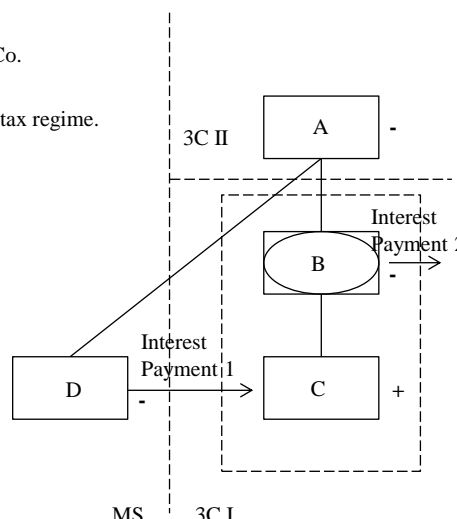 Co.
tax regime.
3C II
A
-
Interest
Payment 2
B
-
Interest
Payment 1
D
-
C
+
MS
3C I